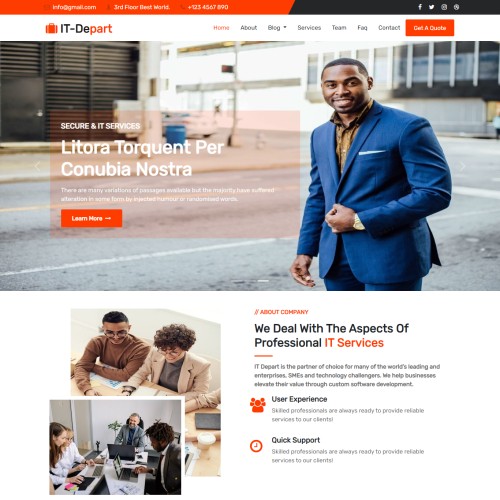 info@gmail.com 3rd Floor Best World. +123 4567 890
IT-Depart Home About Blog Services Team Faq Contact Get A Quote
SECURE & IT SERVICES
Litora Torquent Per
Conubia Nostra
There are many variations of passages available but the majority have suffered
alteration in some form by injected humour or randomised words.
Learn More
// ABOUT COMPANY
We Deal With The Aspects Of
Professional IT Services
IT Depart is the partner of choice for many of the world's leading and
enterprises, SMEs and technology challengers. We help businesses
elevate their value through custom software development.
User Experience
Skilled professionals are always ready to provide reliable
services to our clients!
Quick Support
Skilled professionals are always ready to provide reliable
services to our clients!